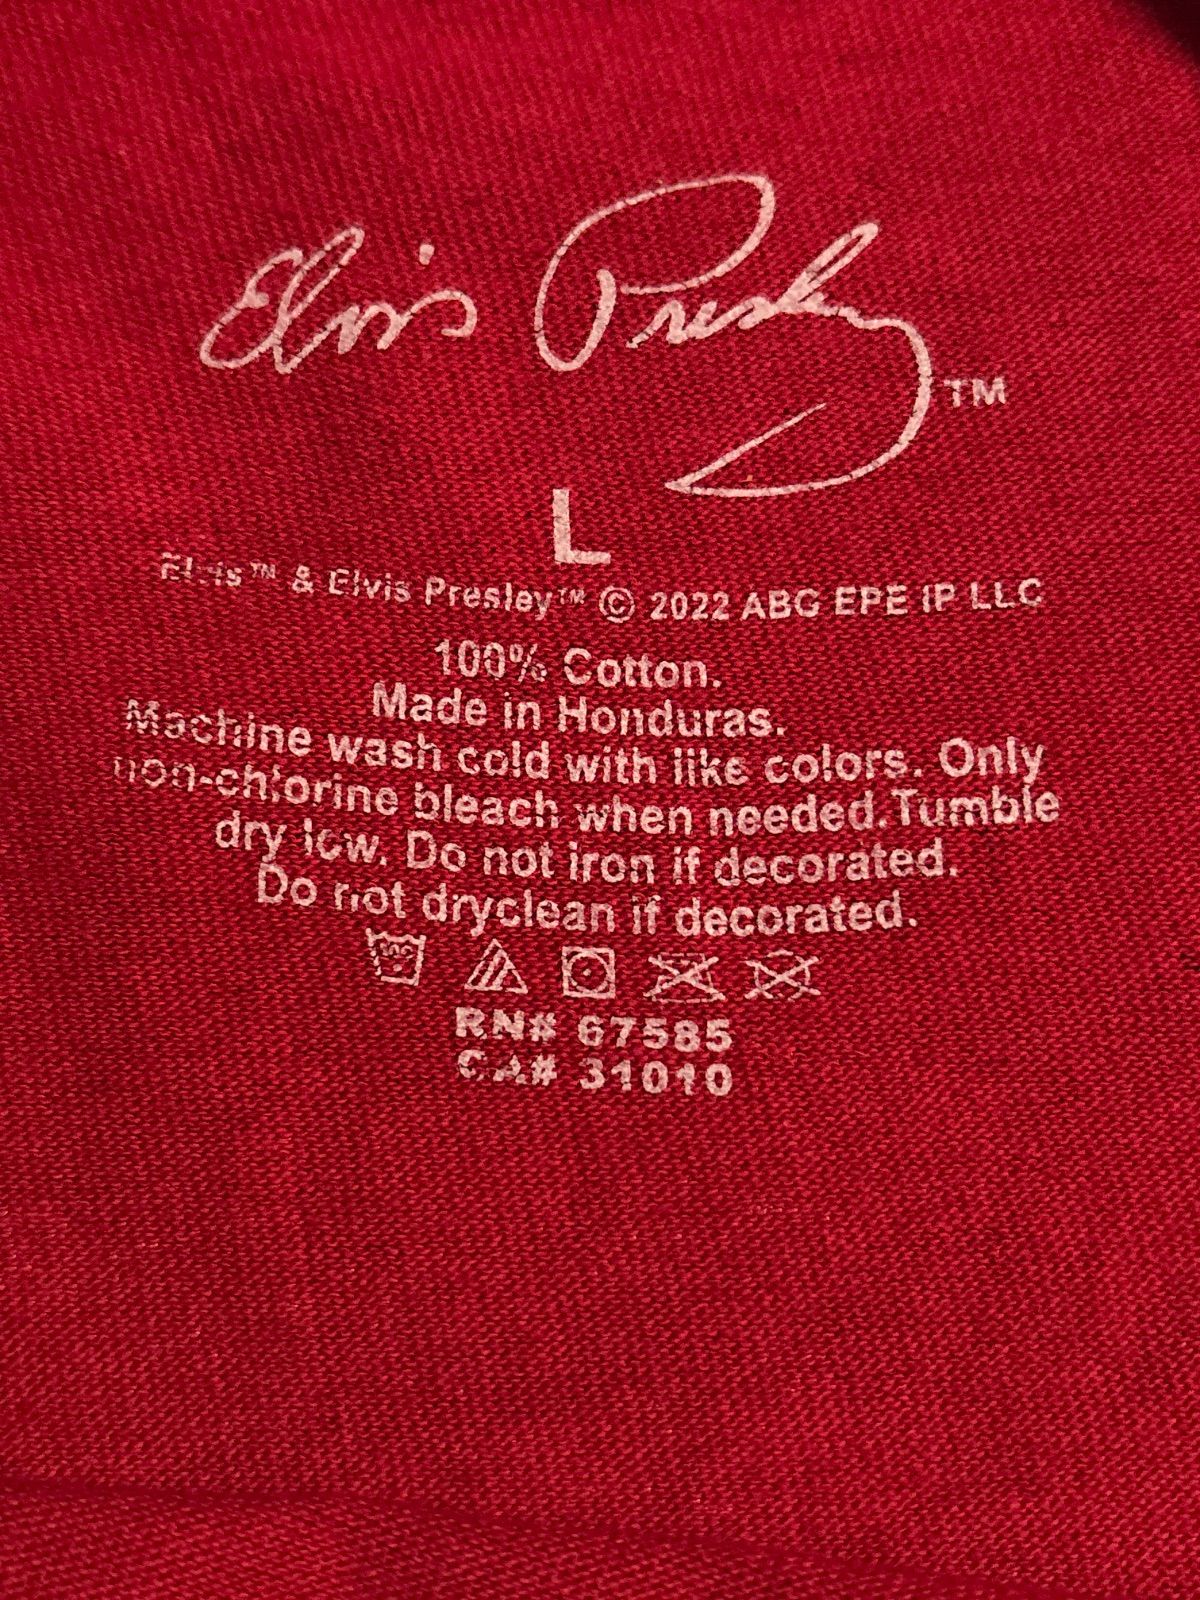 Elvis Presley™
L
Elvis™ & Elvis Presley™ © 2022 ABG EPE IP LLC
100% Cotton.
Made in Honduras.
Machine wash cold with like colors. Only
non-chlorine bleach when needed.Tumble
dry low. Do not iron if decorated.
Do not dryclean if decorated.
RN# 67585
CA# 31010